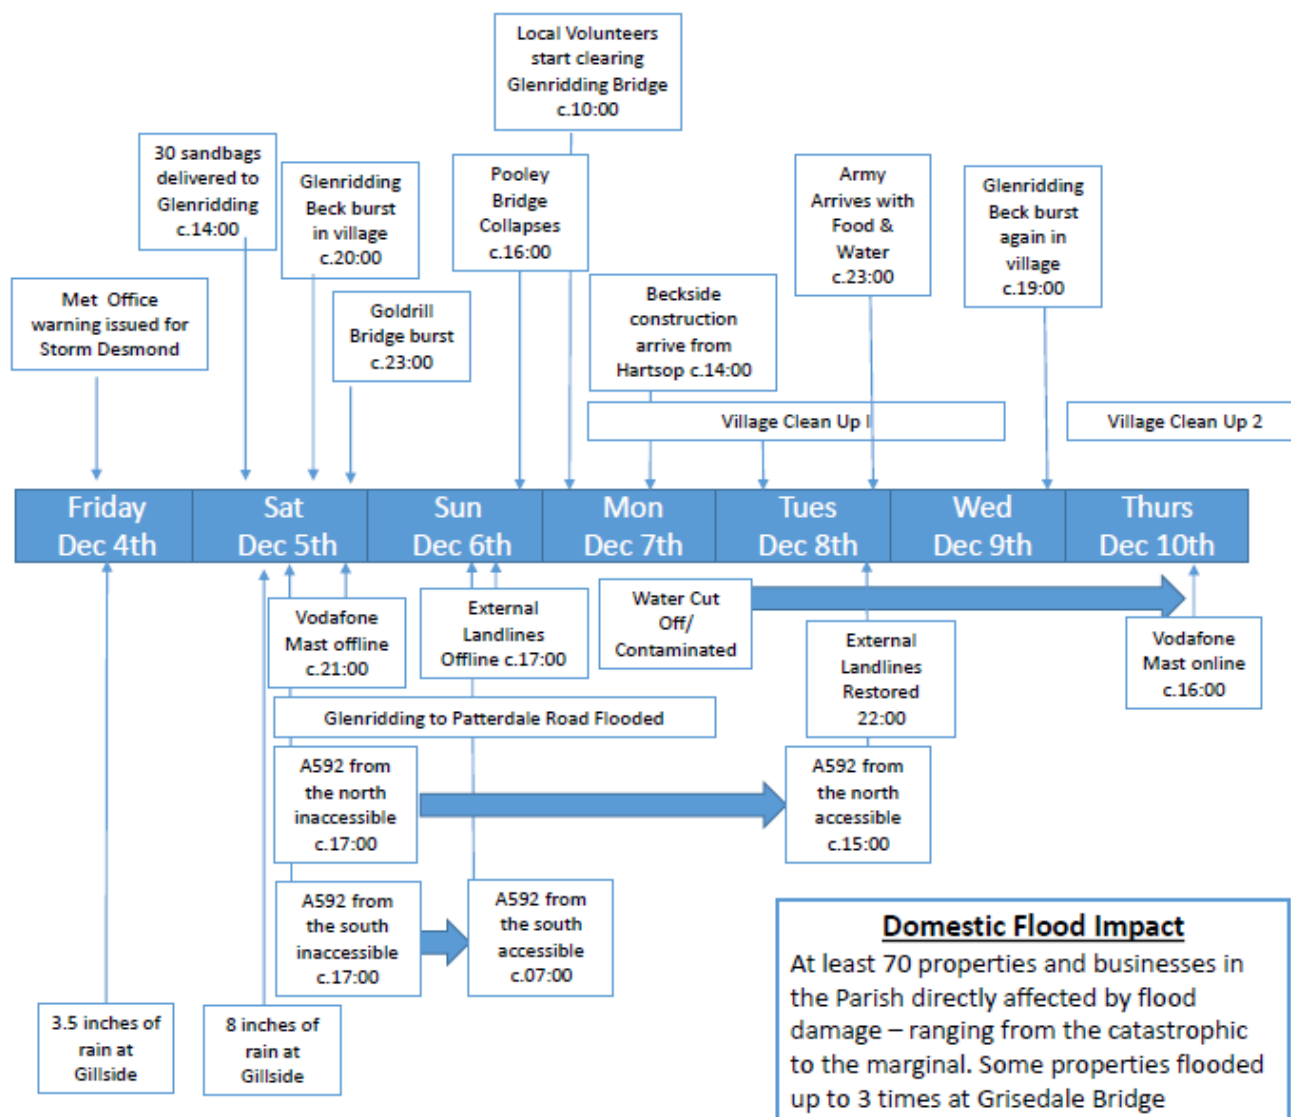 Local Volunteers
start clearing
Glenridding Bridge
c.10:00
30 sandbags
delivered to
Glenridding
c.14:00
Glenridding
Beck burst
in village
c.20:00
Pooley
Bridge
Collapses
c.16:00
Army
Arrives with
Food &
Water
c.23:00
Glenridding
Beck burst
again in
village
c.19:00
Met Office
warning issued for
Storm Desmond
Goldrill
Bridge burst
c.23:00
Beckside
construction
arrive from
Hartsop c.14:00
Village Clean Up I
Village Clean Up 2
Friday
Dec 4th
Sat
Dec 5th
Sun
Dec 6th
Mon
Dec 7th
Tues
Dec 8th
Wed
Dec 9th
Thurs
Dec 10th
Vodafone
Mast offline
c.21:00
External
Landlines
Offline c.17:00
Water Cut
Off/
Contaminated
External
Landlines
Restored
22:00
Vodafone
Mast online
c.16:00
Glenridding to Patterdale Road Flooded
A592 from
the north
inaccessible
c.17:00
A592 from
the north
accessible
c.15:00
A592 from
the south
inaccessible
c.17:00
A592 from
the south
accessible
c.07:00
3.5 inches of
rain at
Gillside
8 inches of
rain at
Gillside
Domestic Flood Impact
At least 70 properties and businesses in
the Parish directly affected by flood
damage – ranging from the catastrophic
to the marginal. Some properties flooded
up to 3 times at Grisedale Bridge